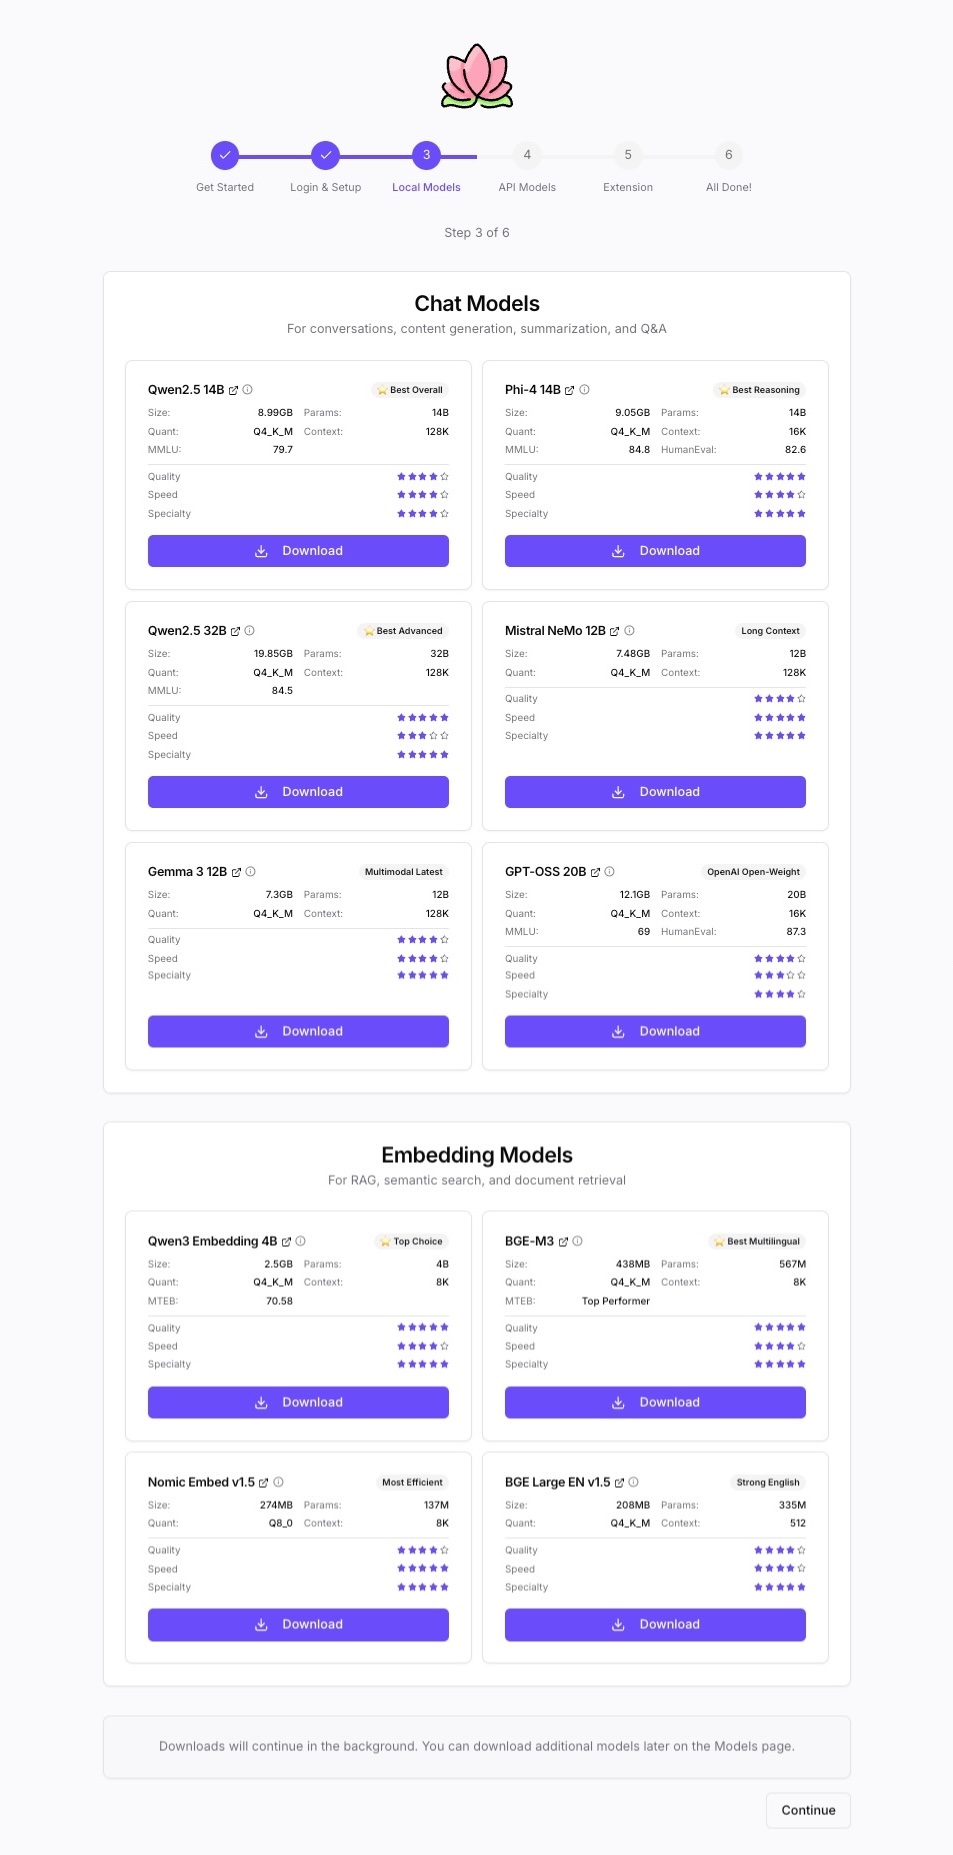 3
4
5
6
Get Started
Login & Setup
Local Models
API Models
Extension
All Done!
Step 3 of 6
Chat Models
For conversations, content generation, summarization, and Q&A
Qwen2.5 14B
Best Overall
Size: 8.99GB Params: 14B
Quant: Q4_K_M Context: 128K
MMLU: 79.7
Quality
Speed
Specialty
Download
Phi-4 14B
Best Reasoning
Size: 9.05GB Params: 14B
Quant: Q4_K_M Context: 16K
MMLU: 84.8 HumanEval: 82.6
Quality
Speed
Specialty
Download
Qwen2.5 32B
Best Advanced
Size: 19.85GB Params: 32B
Quant: Q4_K_M Context: 128K
MMLU: 84.5
Quality
Speed
Specialty
Download
Mistral NeMo 12B
Long Context
Size: 7.48GB Params: 12B
Quant: Q4_K_M Context: 128K
Quality
Speed
Specialty
Download
Gemma 3 12B
Multimodal Latest
Size: 7.3GB Params: 12B
Quant: Q4_K_M Context: 128K
Quality
Speed
Specialty
Download
GPT-OSS 20B
OpenAI Open-Weight
Size: 12.1GB Params: 20B
Quant: Q4_K_M Context: 16K
MMLU: 69 HumanEval: 87.3
Quality
Speed
Specialty
Download
Embedding Models
For RAG, semantic search, and document retrieval
Qwen3 Embedding 4B
Top Choice
Size: 2.5GB Params: 4B
Quant: Q4_K_M Context: 8K
MTEB: 70.58
Quality
Speed
Specialty
Download
BGE-M3
Best Multilingual
Size: 438MB Params: 567M
Quant: Q4_K_M Context: 8K
MTEB: Top Performer
Quality
Speed
Specialty
Download
Nomic Embed v1.5
Most Efficient
Size: 274MB Params: 137M
Quant: Q8_0 Context: 8K
Quality
Speed
Specialty
Download
BGE Large EN v1.5
Strong English
Size: 208MB Params: 335M
Quant: Q4_K_M Context: 512
Quality
Speed
Specialty
Download
Downloads will continue in the background. You can download additional models later on the Models page.
Continue